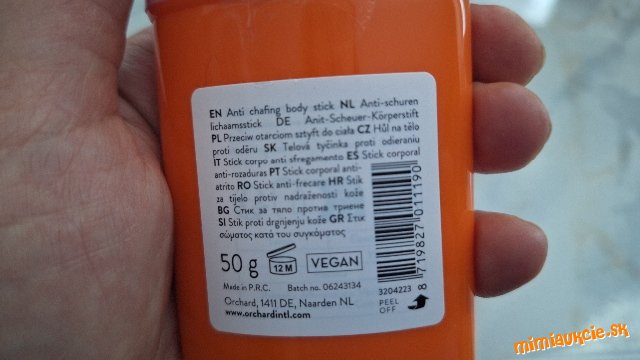 EN Anti chafing body stick NL Anti-schuren
lichaamsstick DE Anit-Scheuer-Körperstift
PL Przeciw otarciom sztyft do ciała CZ Hůl na tělo
proti oděru SK Telová tyčinka proti odieraniu
IT Stick corpo anti sfregamento ES Stick corporal
anti-rozaduras PT Stick corporal anti-
atrito RO Stick anti-frecare HR Stik
za tijelo protiv nadraženosti kože
BG Стик за тяло против триене
SI Stik proti drgnjenju kože GR Στικ
σώματος κατά του συγκάματος
50 g 12 M VEGAN
8 719827 011190
Made in P.R.C. Batch no. 06243134 3204223
Orchard, 1411 DE, Naarden NL
www.orchardintl.com
PEEL
OFF
mimiaukcie.sk